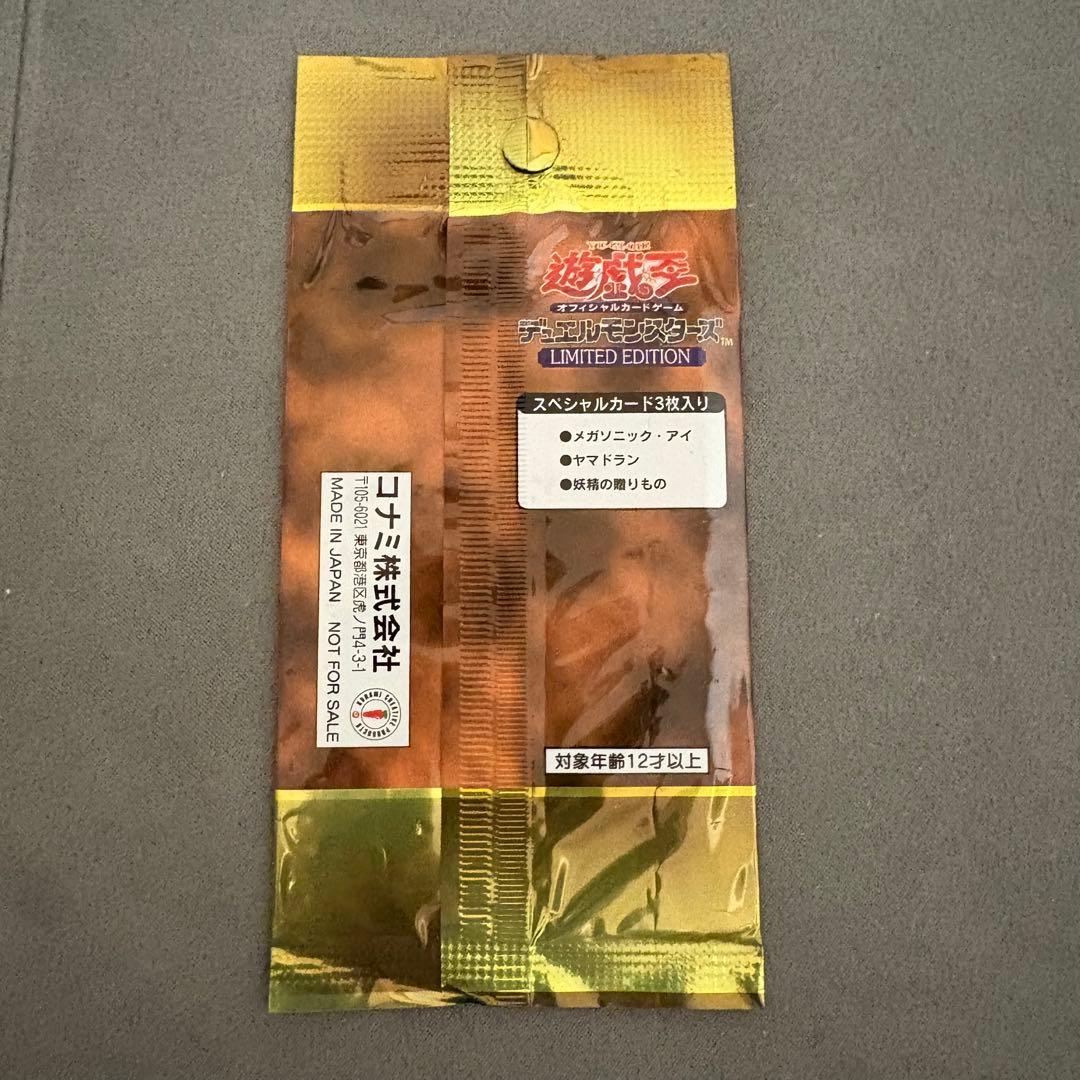 YU-GI-OH
遊戯王
オフィシャルカードゲーム
デュエルモンスターズ™
LIMITED EDITION
スペシャルカード3枚入り
●メガソニック・アイ
●ヤマドラン
●妖精の贈りもの
コナミ株式会社
〒105-6021 東京都港区虎ノ門4-3-1
MADE IN JAPAN NOT FOR SALE
KONAMI CREATIVE PRODUCTS
対象年齢12才以上